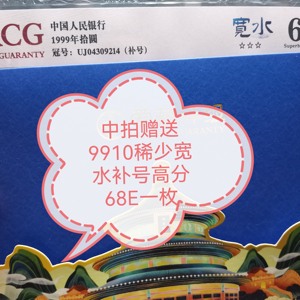 ACG
GUARANTY
中国人民银行
1999年拾圆
冠号：UJ04309214（补号）
宽水
☆☆☆
6
Superb
中拍赠送
9910稀少宽
水补号高分
68E一枚